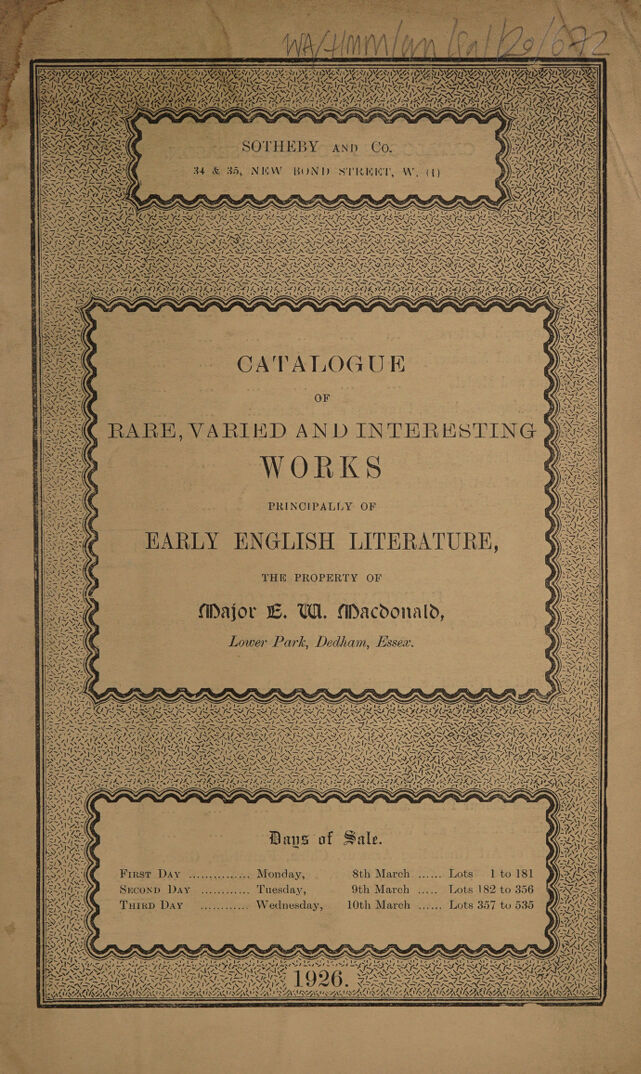 WA/HMM/
SOTHEBY AND CO.
34 & 35, NEW BOND STREET, W. (1)
CATALOGUE
OF
RARE, VARIED AND INTERESTING
WORKS
PRINCIPALLY OF
EARLY ENGLISH LITERATURE,
THE PROPERTY OF
Major E. W. Macdonald,
Lower Park, Dedham, Essex.
Days of Sale.
FIRST DAY ............... Monday, 8th March ...... Lots 1 to 181
SECOND DAY ............ Tuesday, 9th March ..... Lots 182 to 356
THIRD DAY ............ Wednesday, 10th March ...... Lots 357 to 535
1926.